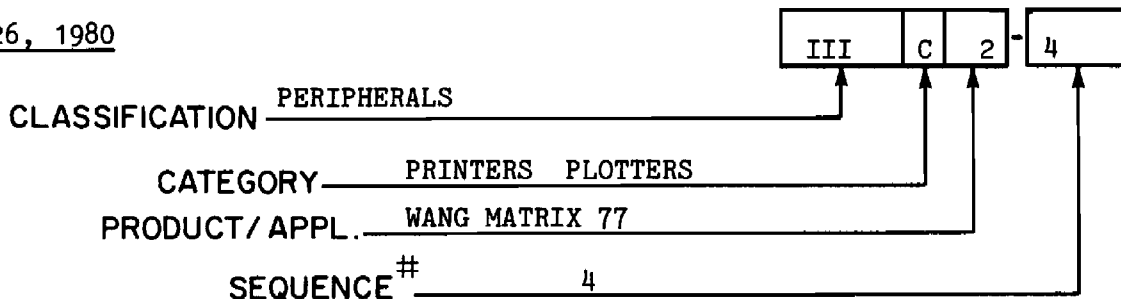 26, 1980
III C 2 - 4
CLASSIFICATION PERIPHERALS
CATEGORY PRINTERS PLOTTERS
PRODUCT/APPL. WANG MATRIX 77
SEQUENCE # 4